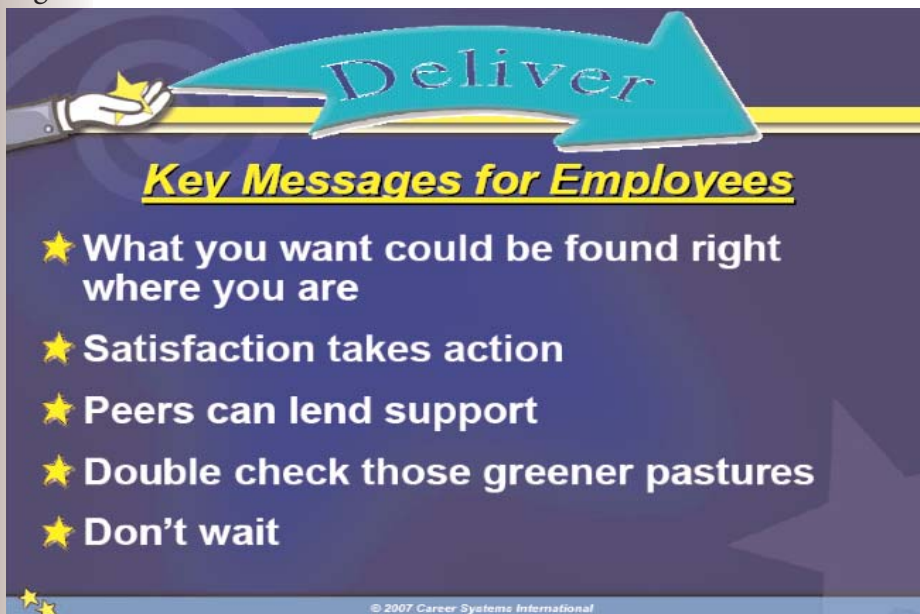 Deliver
Key Messages for Employees
What you want could be found right
where you are
Satisfaction takes action
Peers can lend support
Double check those greener pastures
Don't wait
© 2007 Career Systems International